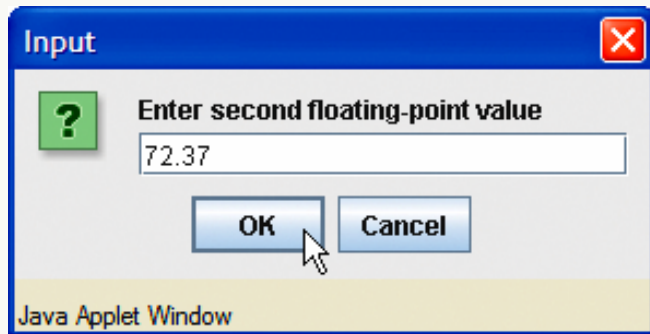 Input
?
Enter second floating-point value
72.37
OK Cancel
Java Applet Window